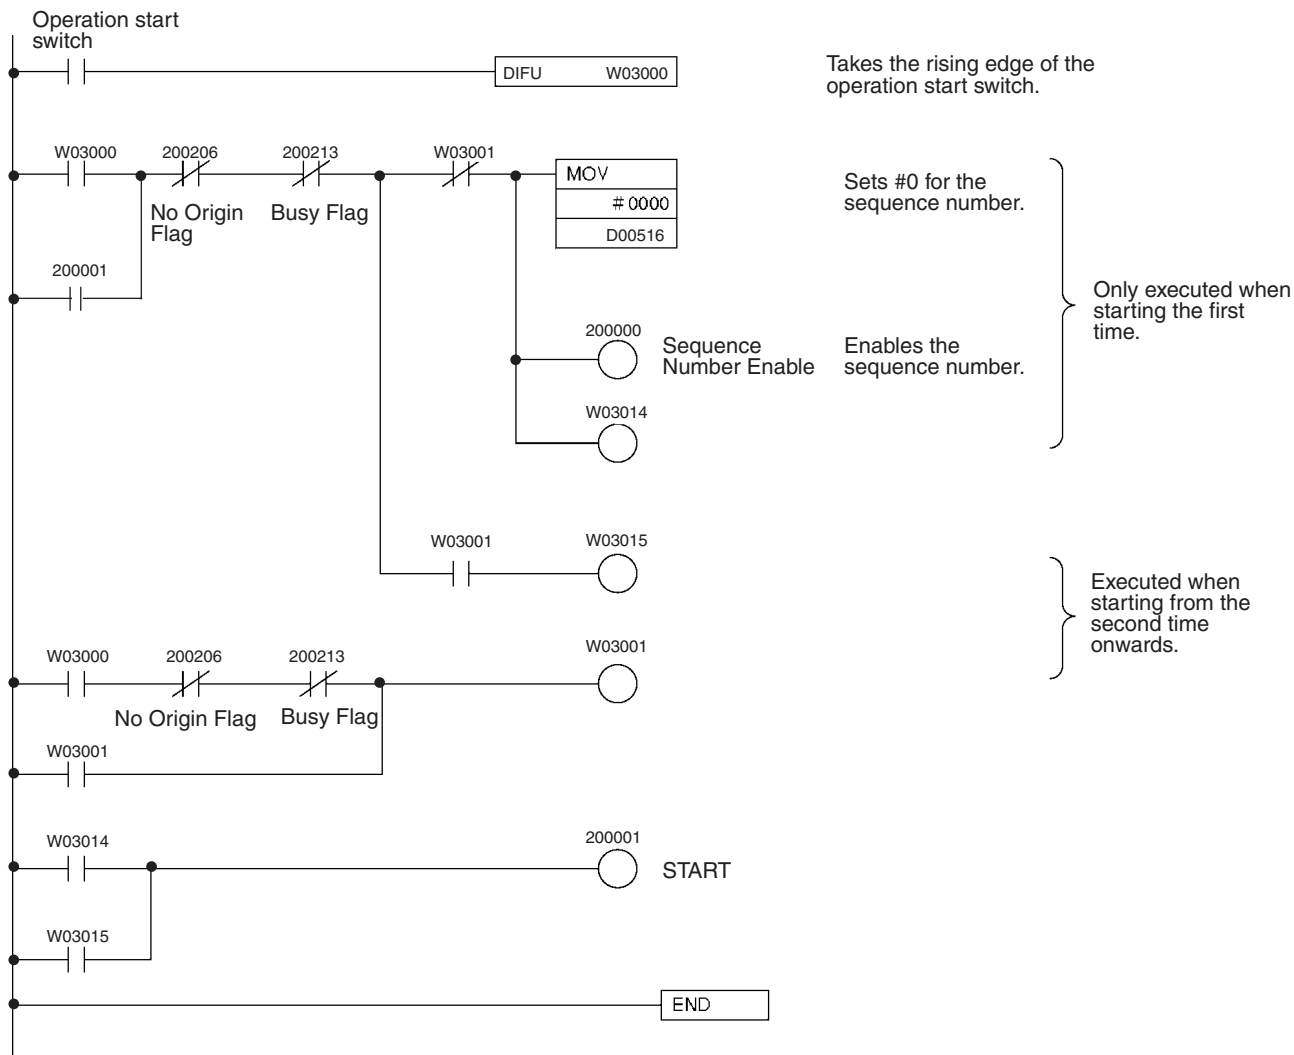 Operation start
switch
DIFU W03000
Takes the rising edge of the
operation start switch.
W03000
200206
200213
W03001
MOV
# 0000
D00516
No Origin
Flag
Busy Flag
Sets #0 for the
sequence number.
200001
Only executed when
starting the first
time.
200000
Sequence
Number Enable
Enables the
sequence number.
W03014
W03001
W03015
Executed when
starting from the
second time
onwards.
W03000
200206
200213
W03001
No Origin Flag
Busy Flag
W03001
W03014
200001
START
W03015
END